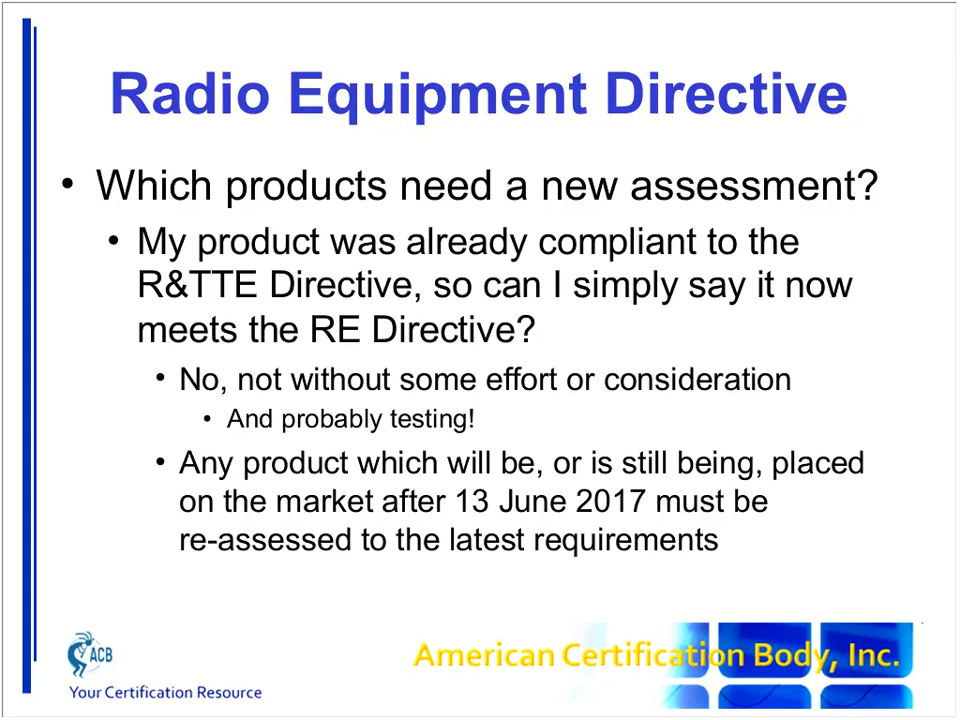 Radio Equipment Directive
• Which products need a new assessment?
• My product was already compliant to the
R&TTE Directive, so can I simply say it now
meets the RE Directive?
• No, not without some effort or consideration
• And probably testing!
• Any product which will be, or is still being, placed
on the market after 13 June 2017 must be
re-assessed to the latest requirements
ACB
American Certification Body, Inc.
Your Certification Resource